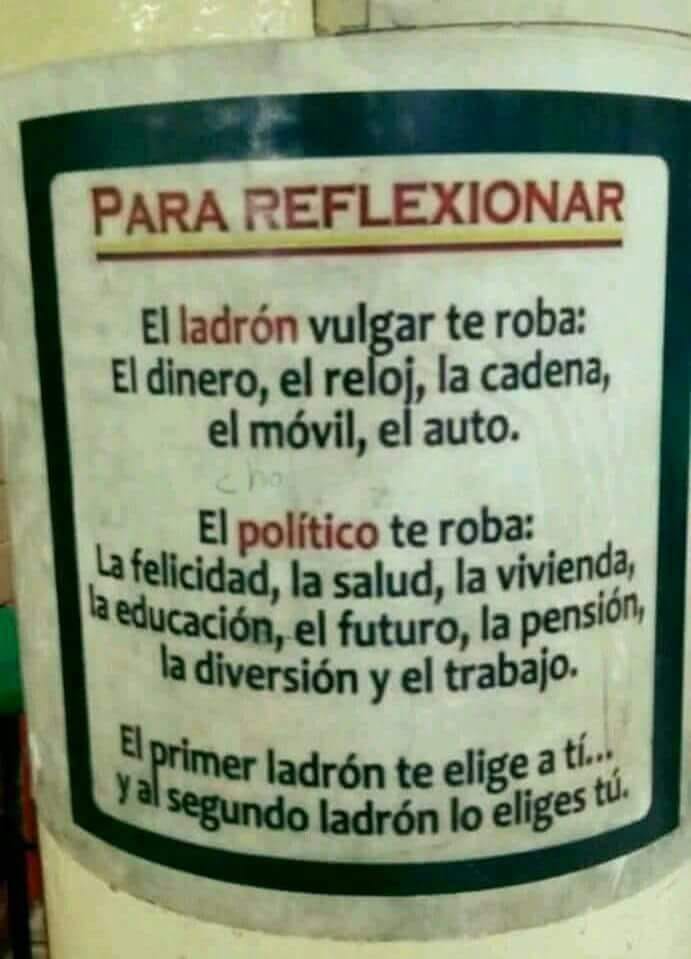 PARA REFLEXIONAR
El ladrón vulgar te roba:
El dinero, el reloj, la cadena,
el móvil, el auto.
cho
El político te roba:
La felicidad, la salud, la vivienda,
la educación, el futuro, la pensión,
la diversión y el trabajo.
El primer ladrón te elige a tí...
y al segundo ladrón lo eliges tú.